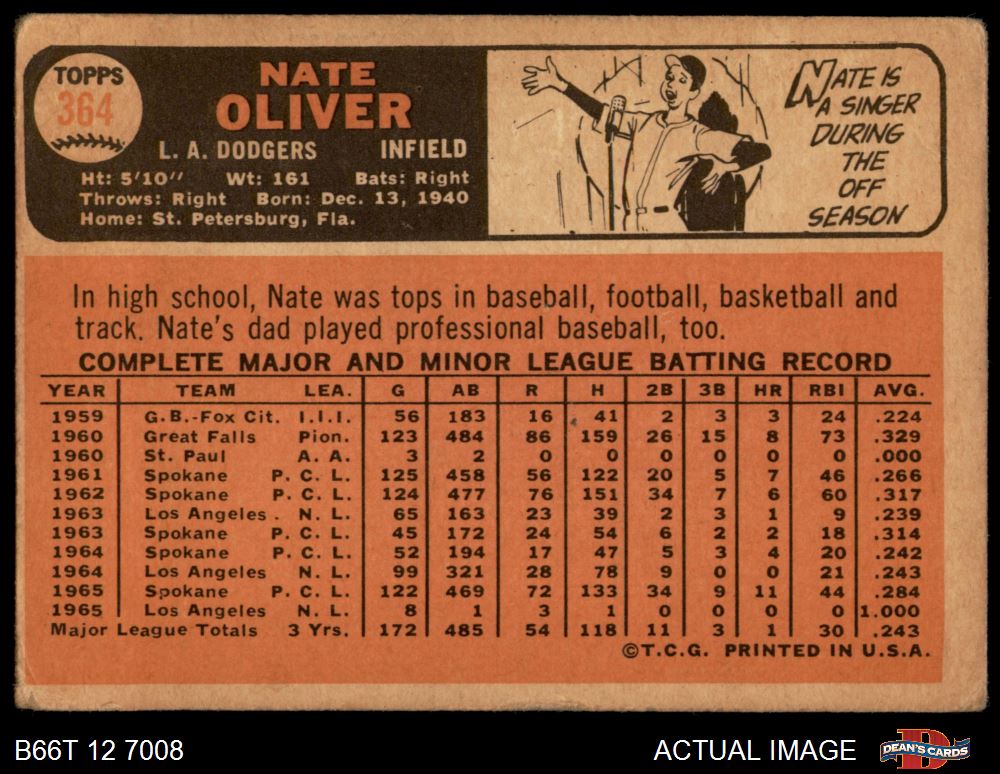 TOPPS
364
NATE
OLIVER
L. A. DODGERS INFIELD
Ht: 5'10" Wt: 161 Bats: Right
Throws: Right Born: Dec. 13, 1940
Home: St. Petersburg, Fla.
NATE IS
A SINGER
DURING
THE
OFF
SEASON
In high school, Nate was tops in baseball, football, basketball and
track. Nate's dad played professional baseball, too.
COMPLETE MAJOR AND MINOR LEAGUE BATTING RECORD
YEAR TEAM LEA. G AB R H 2B 3B HR RBI AVG.
1959 G.B.-Fox Cit. I.I.I. 56 183 16 41 2 3 3 24 .224
1960 Great Falls Pion. 123 484 86 159 26 15 8 73 .329
1960 St. Paul A. A. 3 2 0 0 0 0 0 0 .000
1961 Spokane P. C. L. 125 458 56 122 20 5 7 46 .266
1962 Spokane P. C. L. 124 477 76 151 34 7 6 60 .317
1963 Los Angeles . N. L. 65 163 23 39 2 3 1 9 .239
1963 Spokane P. C. L. 45 172 24 54 6 2 2 18 .314
1964 Spokane P. C. L. 52 194 17 47 5 3 4 20 .242
1964 Los Angeles N. L. 99 321 28 78 9 0 0 21 .243
1965 Spokane P. C. L. 122 469 72 133 34 9 11 44 .284
1965 Los Angeles N. L. 8 1 3 1 0 0 0 0 1.000
Major League Totals 3 Yrs. 172 485 54 118 11 3 1 30 .243
©T.C.G. PRINTED IN U.S.A.
B66T 12 7008 ACTUAL IMAGE DEAN'S CARDS